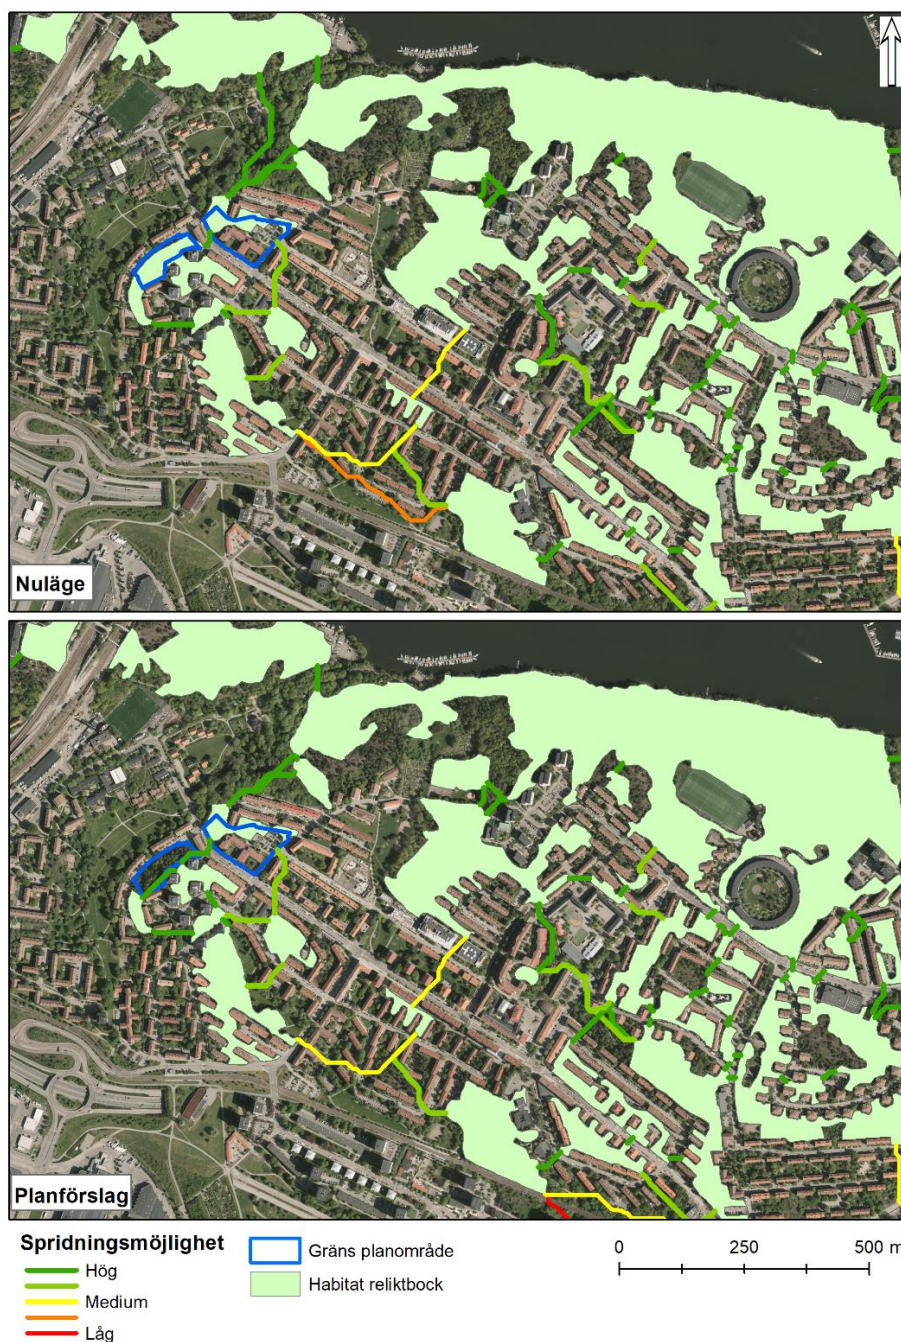 Nuläge
Planförslag
Spridningsmöjlighet
Hög
Medium
Låg
Gräns planområde
Habitat reliktbock
0 250 500 m